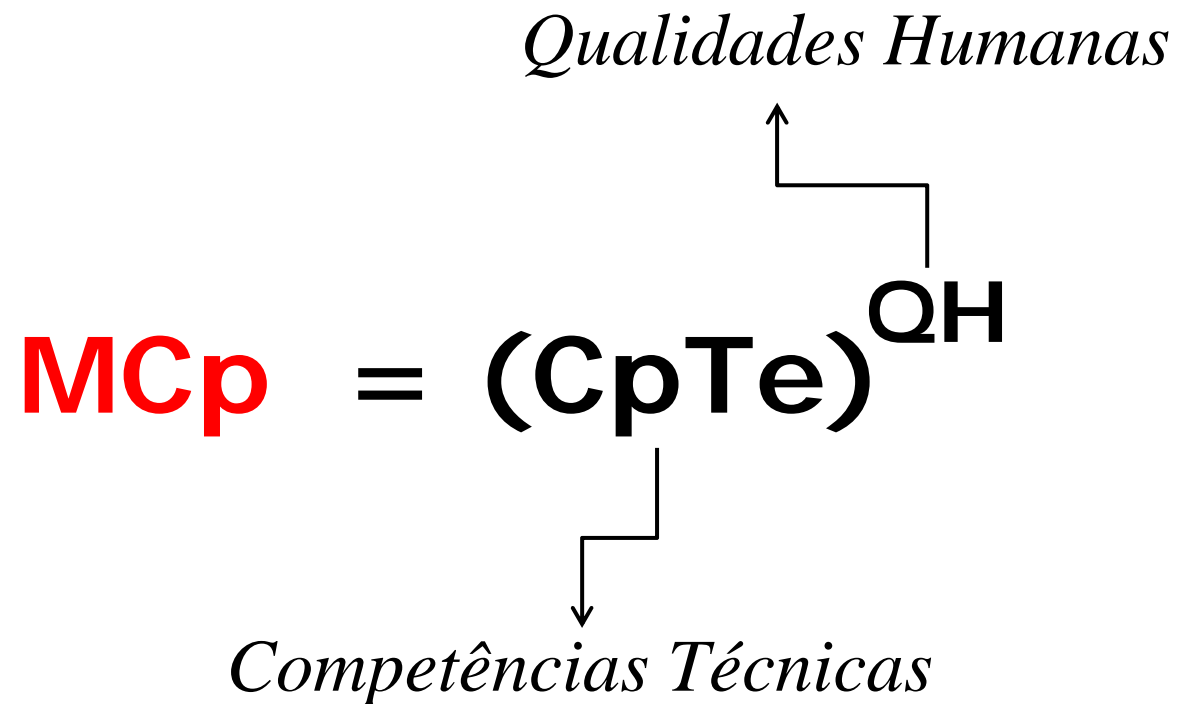 Qualidades Humanas
MCp = (CpTe)^QH
Competências Técnicas